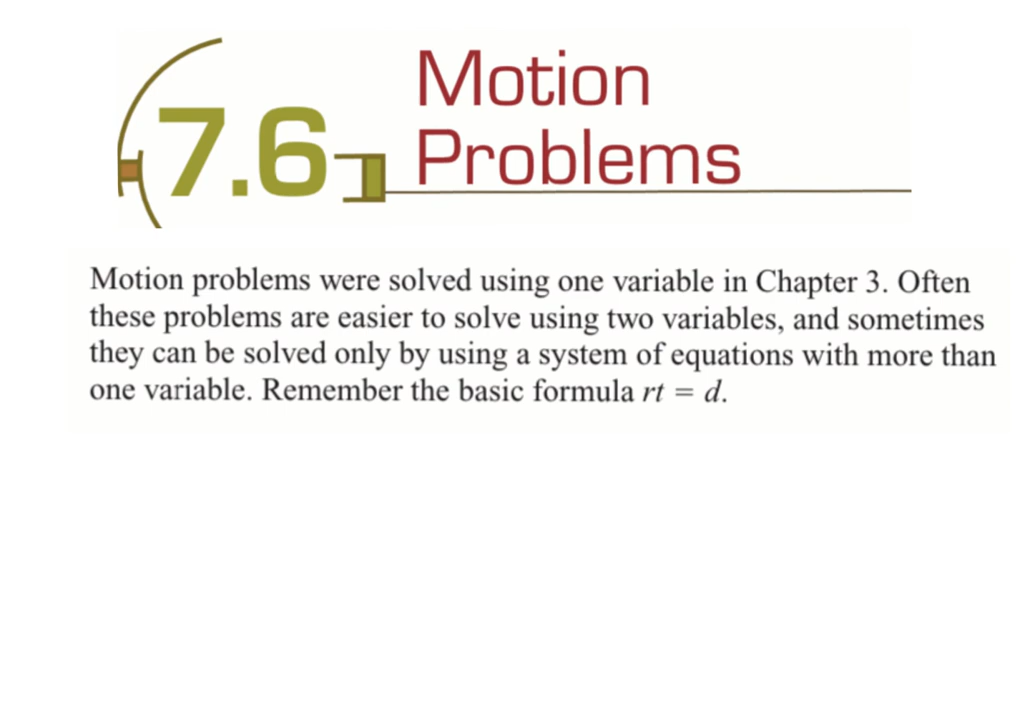 7.6
Motion
Problems
Motion problems were solved using one variable in Chapter 3. Often
these problems are easier to solve using two variables, and sometimes
they can be solved only by using a system of equations with more than
one variable. Remember the basic formula rt = d.